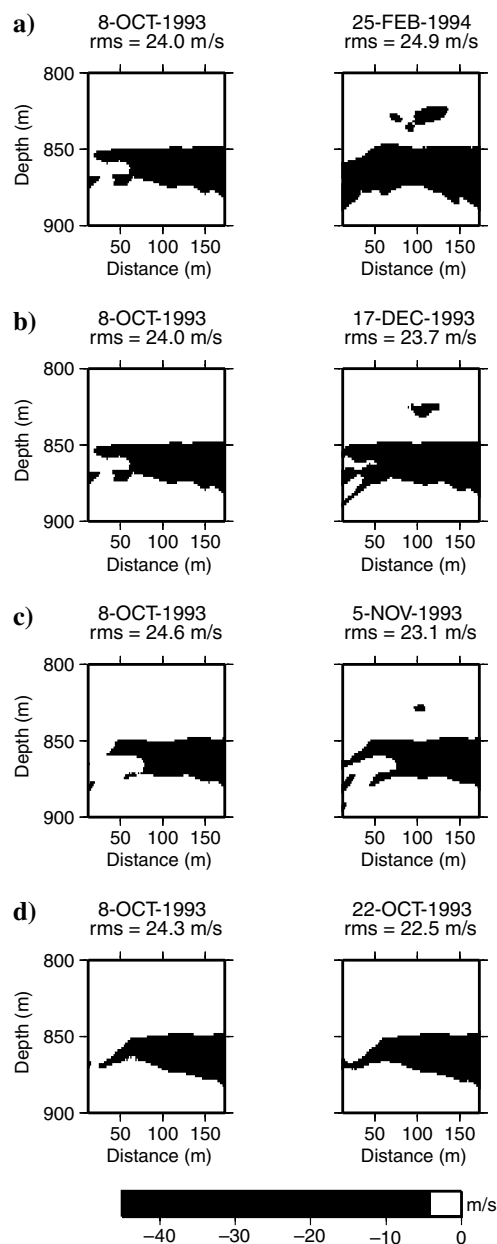 a)
8-OCT-1993
rms = 24.0 m/s
25-FEB-1994
rms = 24.9 m/s
Depth (m)
800
850
900
50 100 150
50 100 150
Distance (m)
Distance (m)
b)
8-OCT-1993
rms = 24.0 m/s
17-DEC-1993
rms = 23.7 m/s
Depth (m)
800
850
900
50 100 150
50 100 150
Distance (m)
Distance (m)
c)
8-OCT-1993
rms = 24.6 m/s
5-NOV-1993
rms = 23.1 m/s
Depth (m)
800
850
900
50 100 150
50 100 150
Distance (m)
Distance (m)
d)
8-OCT-1993
rms = 24.3 m/s
22-OCT-1993
rms = 22.5 m/s
Depth (m)
800
850
900
50 100 150
50 100 150
Distance (m)
Distance (m)
m/s
−40 −30 −20 −10 0